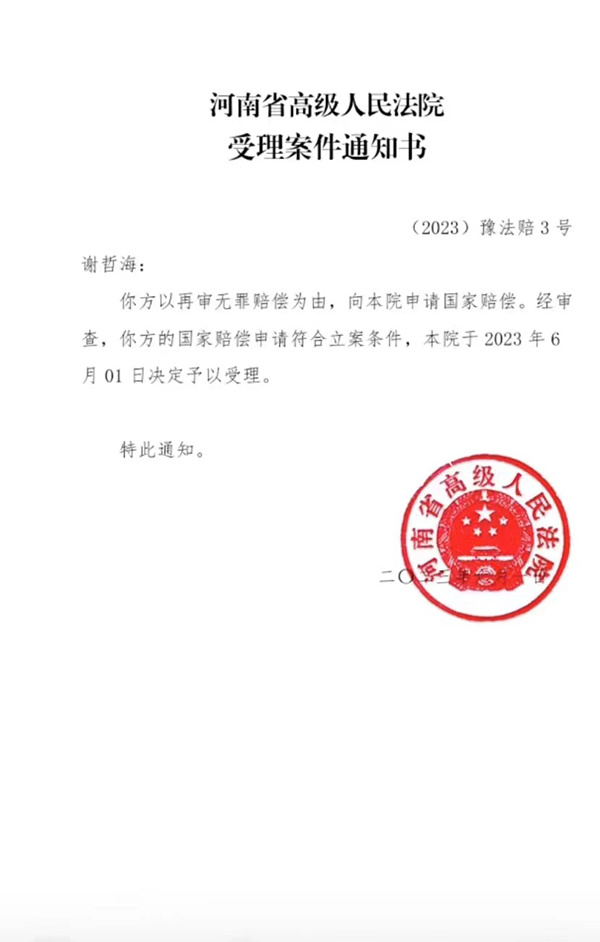 河南省高级人民法院
受理案件通知书
（2023）豫法赔 3 号
谢哲海：
你方以再审无罪赔偿为由，向本院申请国家赔偿。经审
查，你方的国家赔偿申请符合立案条件，本院于 2023 年 6
月 01 日决定予以受理。
特此通知。
河南省高级人民法院
二〇二三年